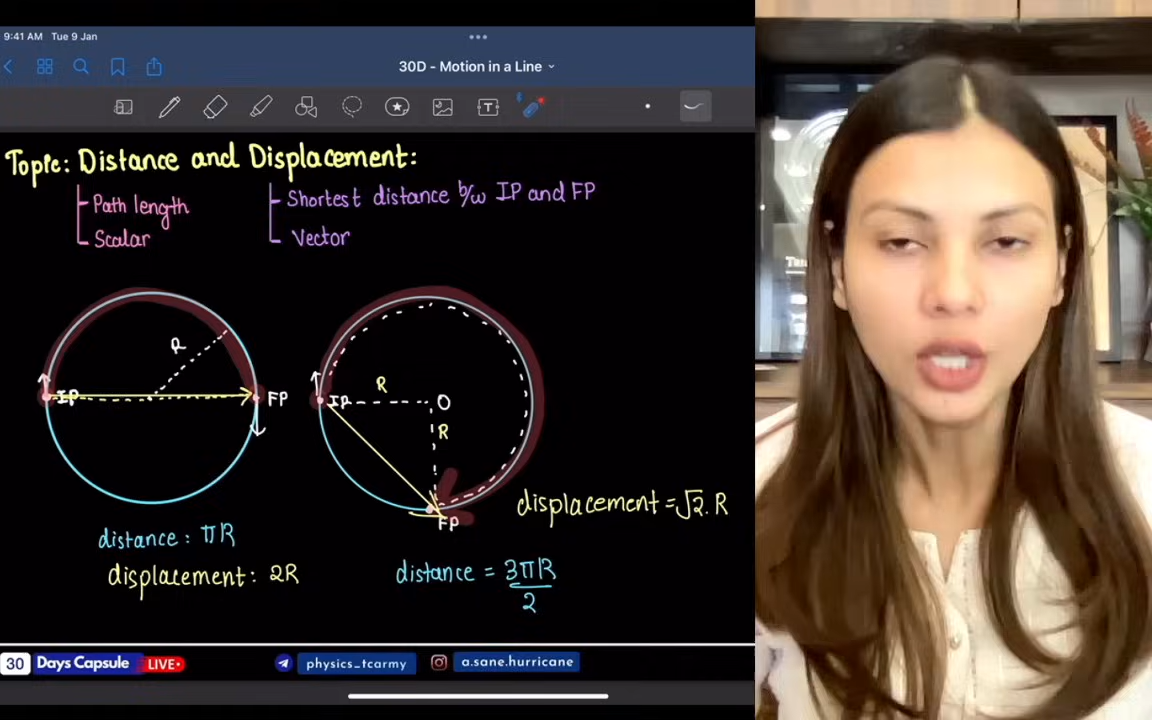 9:41 AM Tue 9 Jan
30D - Motion in a Line
Topic: Distance and Displacement:
Path length
Scalar
Shortest distance b/w IP and FP
Vector
R
IP
FP
R
IP
O
R
FP
displacement = √2. R
distance : πR
displacement : 2R
distance = 3πR
2
30 Days Capsule LIVE
physics_tcarmy
a.sane.hurricane